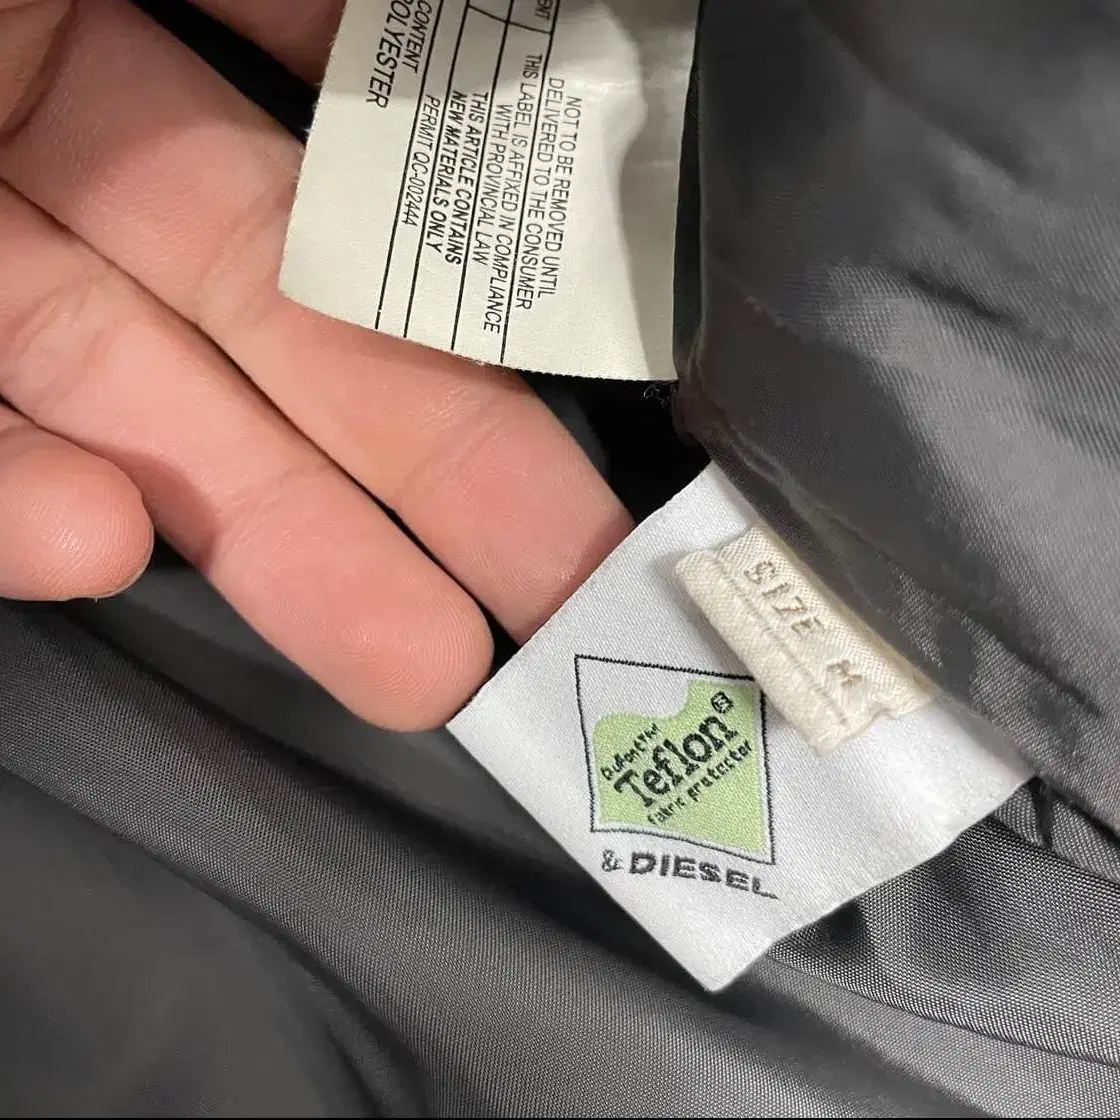 NOT TO BE REMOVED UNTIL
DELIVERED TO THE CONSUMER
THIS LABEL IS AFFIXED IN COMPLIANCE
WITH PROVINCIAL LAW
THIS ARTICLE CONTAINS
NEW MATERIALS ONLY
PERMIT QC-002444
CONTENT
POLYESTER
SIZE M
DuPont™
Teflon®
fabric protector
& DIESEL